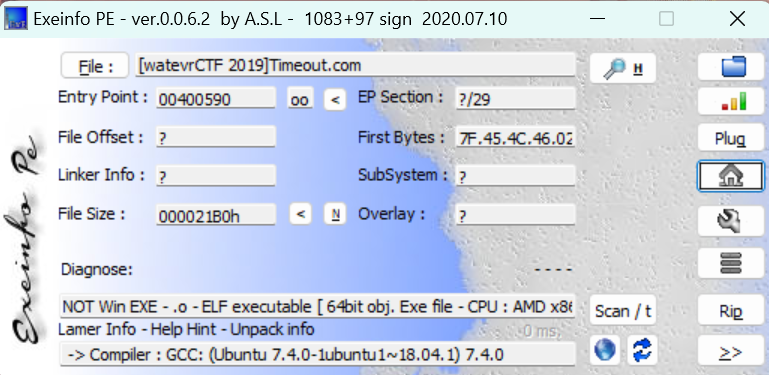 Exeinfo PE - ver.0.0.6.2 by A.S.L - 1083+97 sign 2020.07.10
File : [watevrCTF 2019]Timeout.com H
Entry Point : 00400590 oo < EP Section : ?/29
File Offset : ? First Bytes : 7F.45.4C.46.02 Plug
Linker Info : ? SubSystem : ?
File Size : 000021B0h < N Overlay : ?
Exeinfo Pe
Diagnose: - - - -
NOT Win EXE - .o - ELF executable [ 64bit obj. Exe file - CPU : AMD x86 Scan / t Rip
Lamer Info - Help Hint - Unpack info 0 ms.
-> Compiler : GCC: (Ubuntu 7.4.0-1ubuntu1~18.04.1) 7.4.0 >>